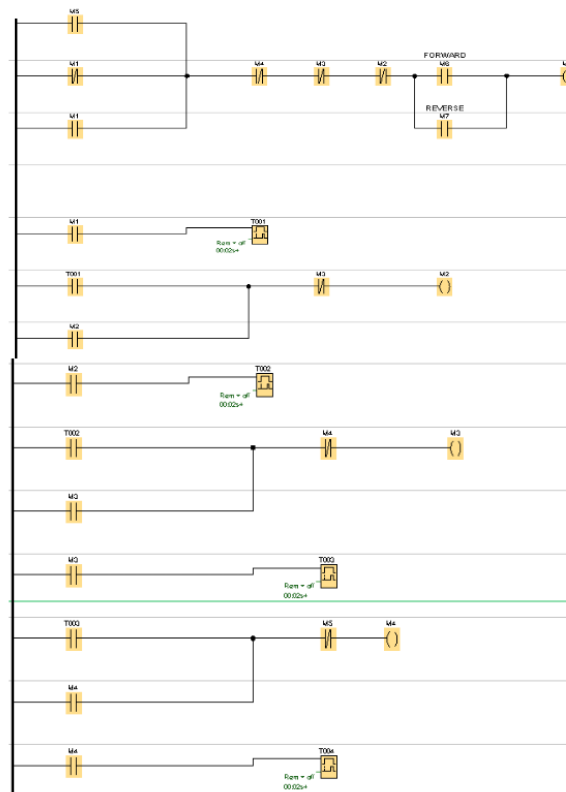 M5
M1 M4 M3 M2 FORWARD M6
M1 REVERSE M7
M1 T001
Rem = off
00:02s+
T001 M3 M2
M2
M2 T002
Rem = off
00:02s+
T002 M4 M3
M3
M3 T003
Rem = off
00:02s+
T003 M5 M4
M4
M4 T004
Rem = off
00:02s+